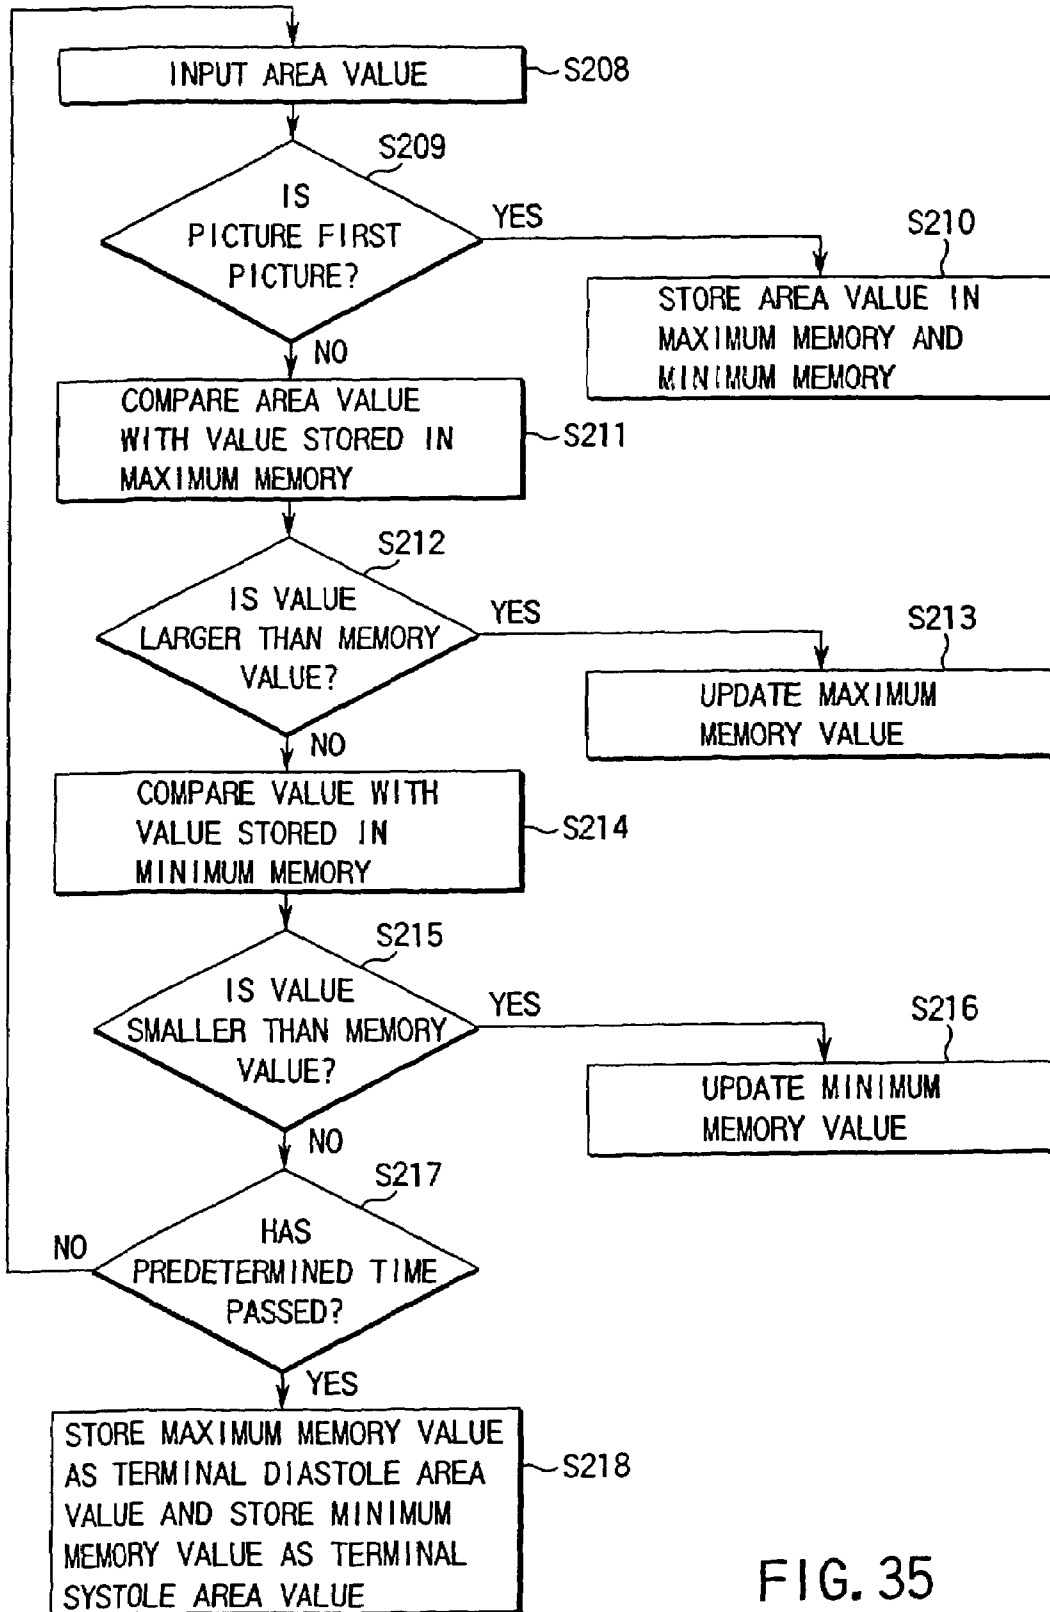 INPUT AREA VALUE
S208
S209
IS
PICTURE FIRST
PICTURE?
YES
S210
STORE AREA VALUE IN
MAXIMUM MEMORY AND
MINIMUM MEMORY
NO
COMPARE AREA VALUE
WITH VALUE STORED IN
MAXIMUM MEMORY
S211
S212
IS VALUE
LARGER THAN MEMORY
VALUE?
YES
S213
UPDATE MAXIMUM
MEMORY VALUE
NO
COMPARE VALUE WITH
VALUE STORED IN
MINIMUM MEMORY
S214
S215
IS VALUE
SMALLER THAN MEMORY
VALUE?
YES
S216
UPDATE MINIMUM
MEMORY VALUE
NO
S217
HAS
PREDETERMINED TIME
PASSED?
NO
YES
STORE MAXIMUM MEMORY VALUE
AS TERMINAL DIASTOLE AREA
VALUE AND STORE MINIMUM
MEMORY VALUE AS TERMINAL
SYSTOLE AREA VALUE
S218
FIG. 35